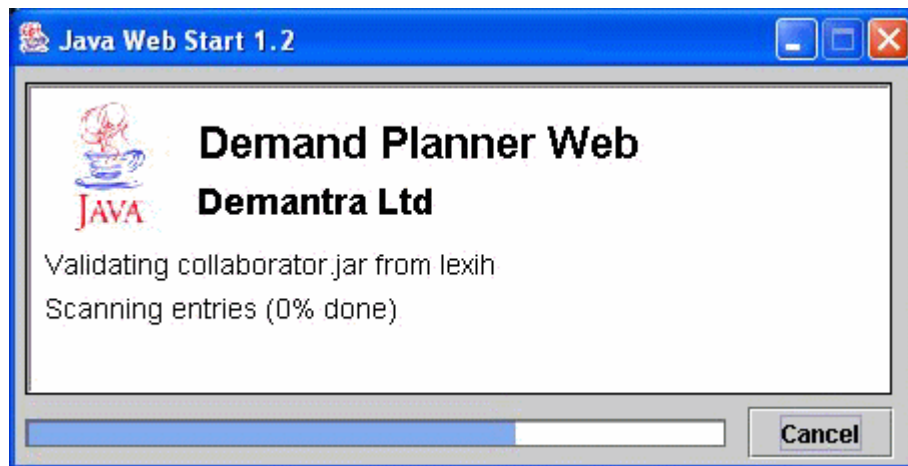 Java Web Start 1.2
Demand Planner Web
Demantra Ltd
JAVA
Validating collaborator.jar from lexih
Scanning entries (0% done)
Cancel